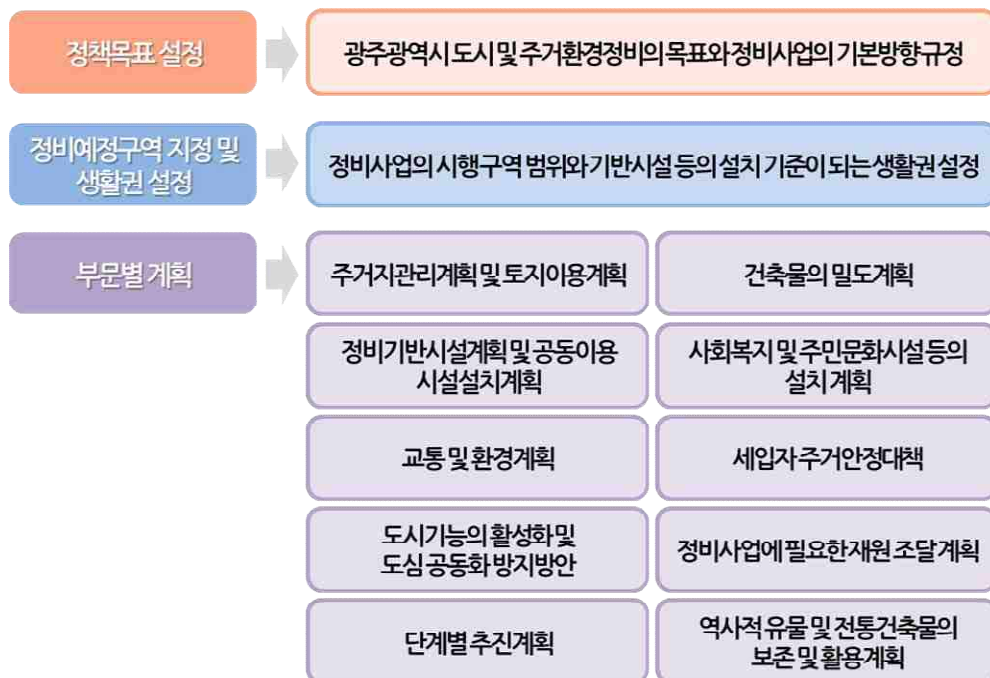 정책목표 설정
광주광역시 도시 및 주거환경정비의 목표와 정비사업의 기본방향 규정
정비예정구역 지정 및
생활권 설정
정비사업의 시행구역 범위와 기반시설 등의 설치 기준이 되는 생활권 설정
부문별 계획
주거지관리계획 및 토지이용계획
건축물의 밀도계획
정비기반시설계획 및 공동이용
시설설치계획
사회복지 및 주민문화시설 등의
설치 계획
교통 및 환경계획
세입자 주거안정대책
도시기능의 활성화 및
도심 공동화 방지방안
정비사업에 필요한 재원 조달계획
단계별 추진계획
역사적 유물 및 전통건축물의
보존 및 활용계획